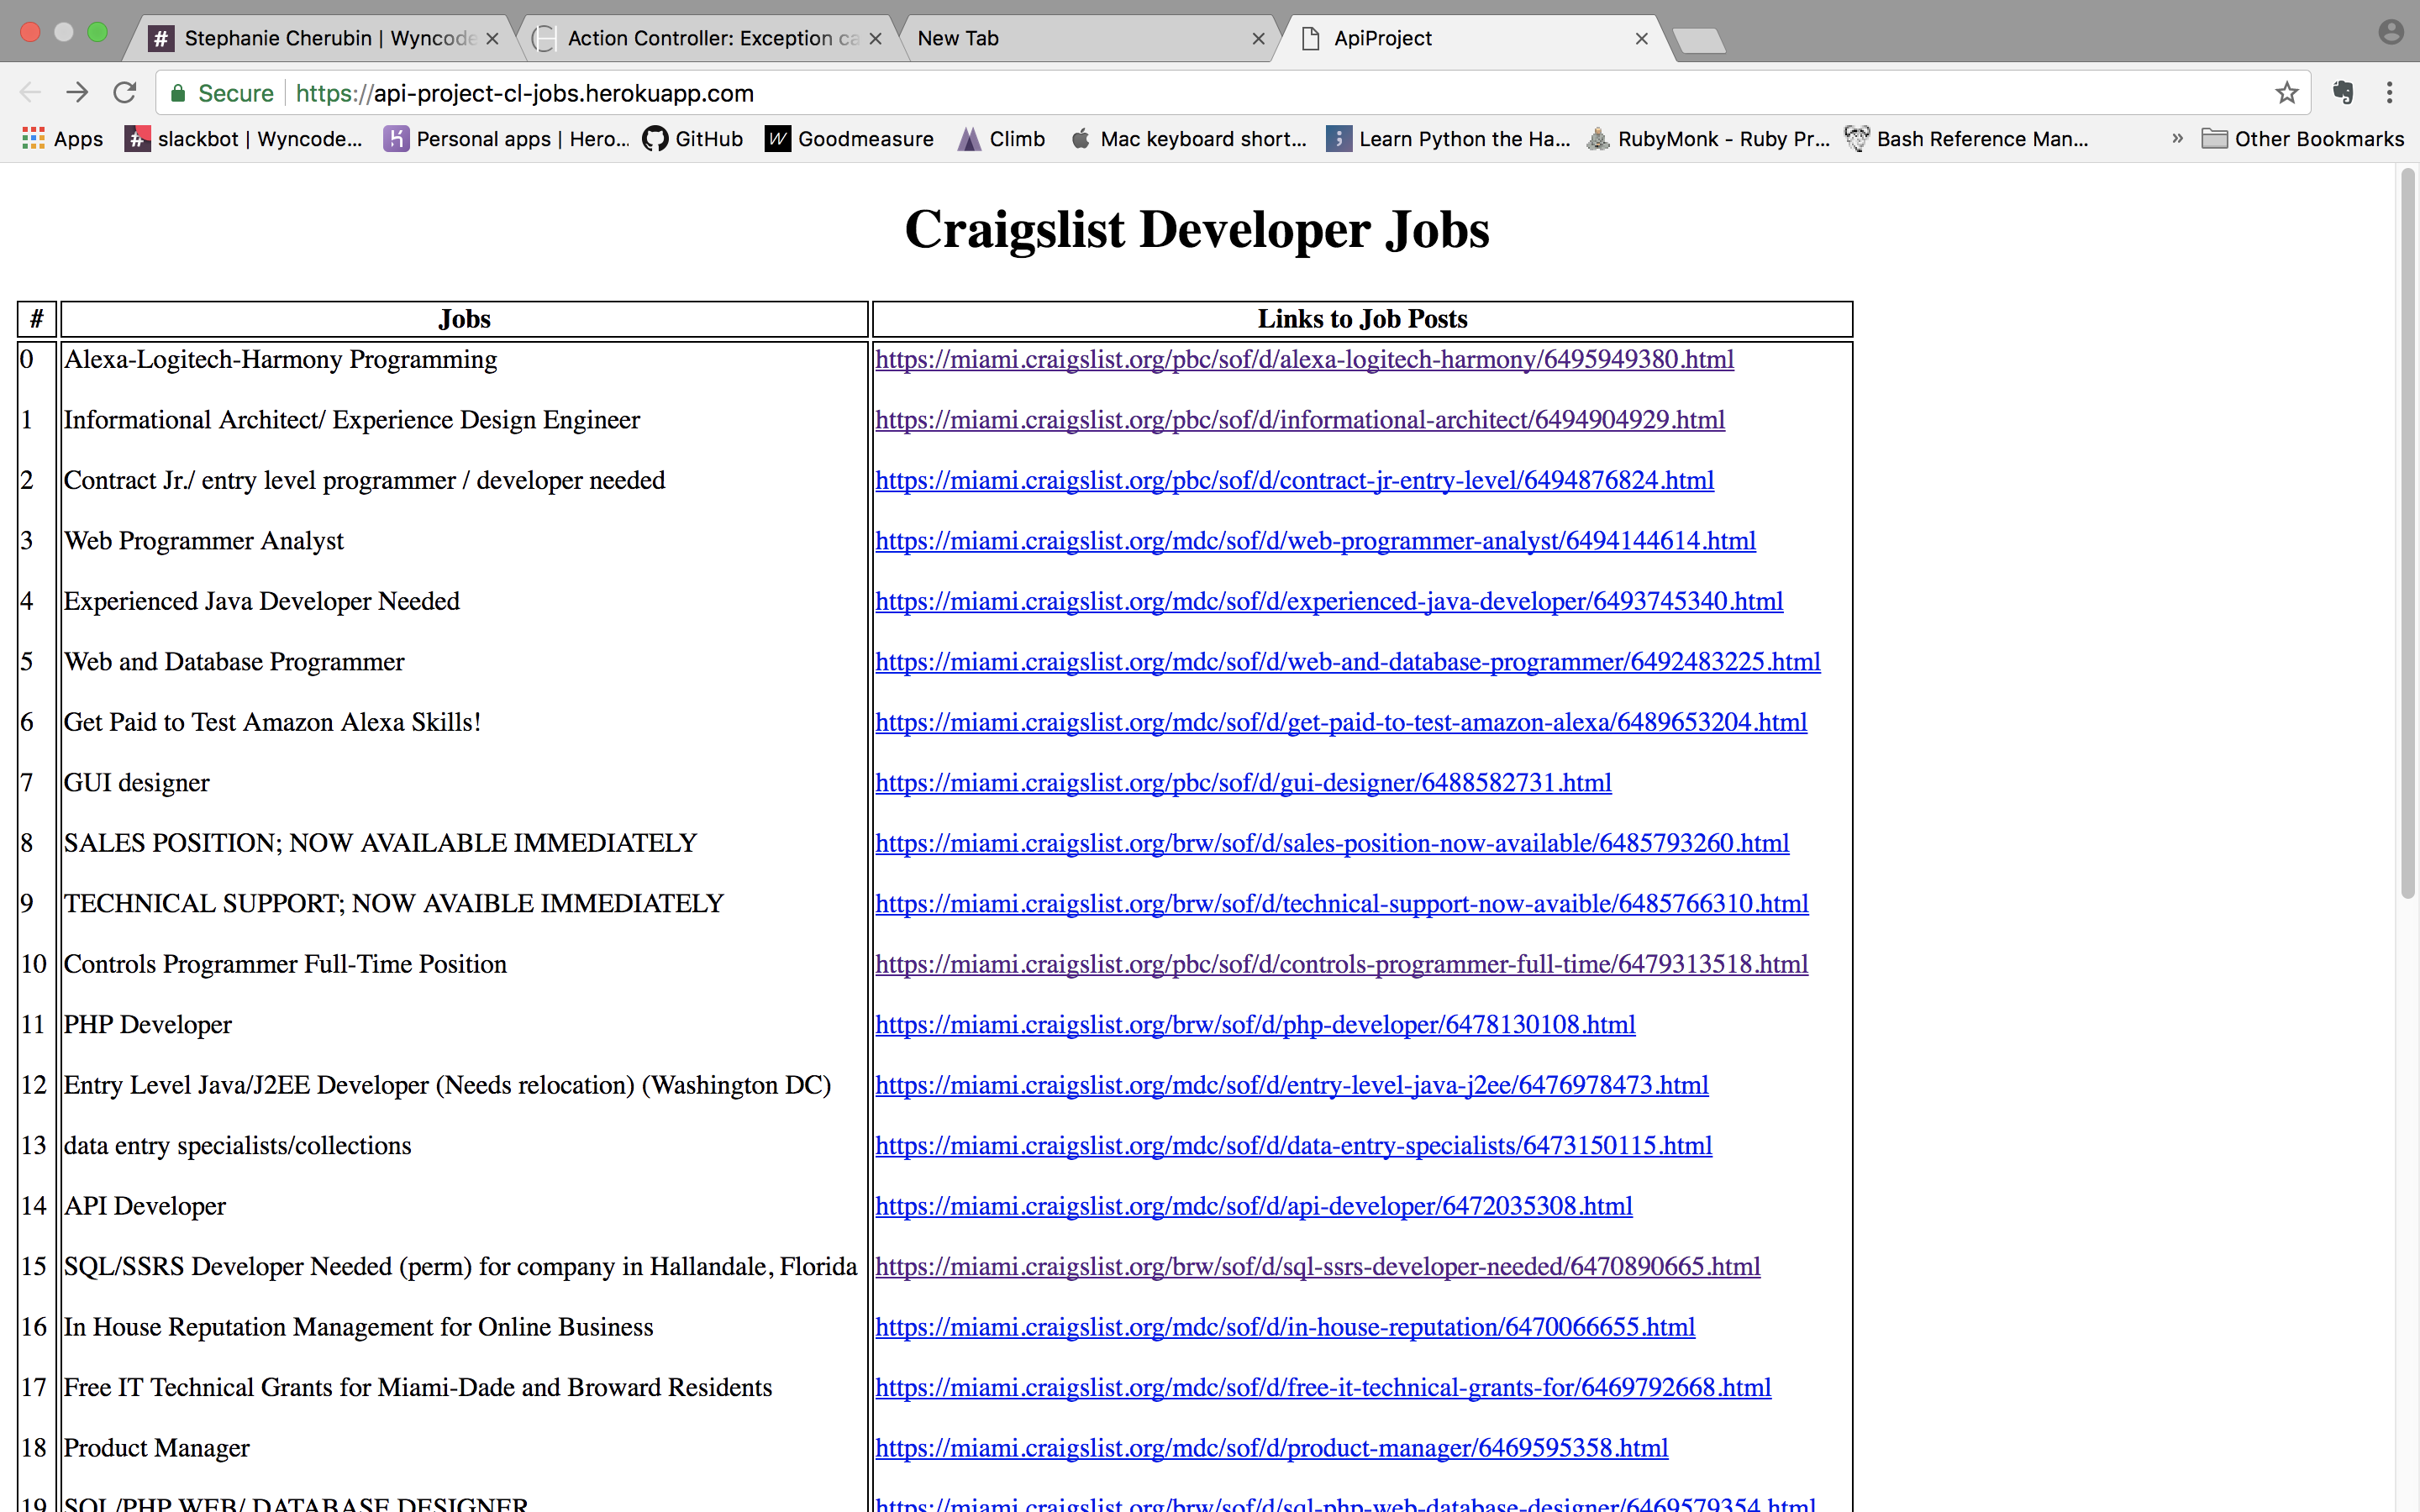 Stephanie Cherubin | Wyncode
Action Controller: Exception ca
New Tab
ApiProject
Secure https://api-project-cl-jobs.herokuapp.com
Apps slackbot | Wyncode... Personal apps | Hero... GitHub Goodmeasure Climb Mac keyboard short... Learn Python the Ha... RubyMonk - Ruby Pr... Bash Reference Man... » Other Bookmarks
Craigslist Developer Jobs
# Jobs Links to Job Posts
0 Alexa-Logitech-Harmony Programming https://miami.craigslist.org/pbc/sof/d/alexa-logitech-harmony/6495949380.html
1 Informational Architect/ Experience Design Engineer https://miami.craigslist.org/pbc/sof/d/informational-architect/6494904929.html
2 Contract Jr./ entry level programmer / developer needed https://miami.craigslist.org/pbc/sof/d/contract-jr-entry-level/6494876824.html
3 Web Programmer Analyst https://miami.craigslist.org/mdc/sof/d/web-programmer-analyst/6494144614.html
4 Experienced Java Developer Needed https://miami.craigslist.org/mdc/sof/d/experienced-java-developer/6493745340.html
5 Web and Database Programmer https://miami.craigslist.org/mdc/sof/d/web-and-database-programmer/6492483225.html
6 Get Paid to Test Amazon Alexa Skills! https://miami.craigslist.org/mdc/sof/d/get-paid-to-test-amazon-alexa/6489653204.html
7 GUI designer https://miami.craigslist.org/pbc/sof/d/gui-designer/6488582731.html
8 SALES POSITION; NOW AVAILABLE IMMEDIATELY https://miami.craigslist.org/brw/sof/d/sales-position-now-available/6485793260.html
9 TECHNICAL SUPPORT; NOW AVAIBLE IMMEDIATELY https://miami.craigslist.org/brw/sof/d/technical-support-now-avaible/6485766310.html
10 Controls Programmer Full-Time Position https://miami.craigslist.org/pbc/sof/d/controls-programmer-full-time/6479313518.html
11 PHP Developer https://miami.craigslist.org/brw/sof/d/php-developer/6478130108.html
12 Entry Level Java/J2EE Developer (Needs relocation) (Washington DC) https://miami.craigslist.org/mdc/sof/d/entry-level-java-j2ee/6476978473.html
13 data entry specialists/collections https://miami.craigslist.org/mdc/sof/d/data-entry-specialists/6473150115.html
14 API Developer https://miami.craigslist.org/mdc/sof/d/api-developer/6472035308.html
15 SQL/SSRS Developer Needed (perm) for company in Hallandale, Florida https://miami.craigslist.org/brw/sof/d/sql-ssrs-developer-needed/6470890665.html
16 In House Reputation Management for Online Business https://miami.craigslist.org/mdc/sof/d/in-house-reputation/6470066655.html
17 Free IT Technical Grants for Miami-Dade and Broward Residents https://miami.craigslist.org/mdc/sof/d/free-it-technical-grants-for/6469792668.html
18 Product Manager https://miami.craigslist.org/mdc/sof/d/product-manager/6469595358.html
19 SQL/PHP WEB/ DATABASE DESIGNER https://miami.craigslist.org/brw/sof/d/sql-php-web-database-designer/6469579354.html